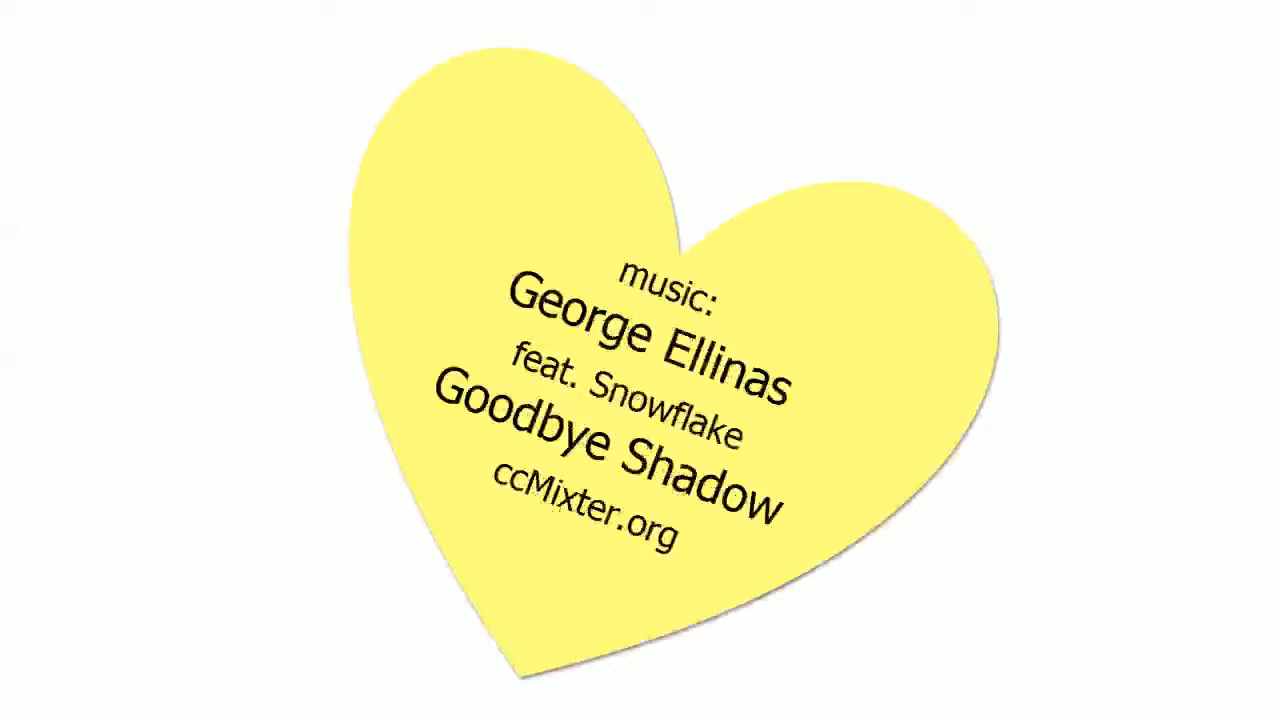 music:
George Ellinas
feat. Snowflake
Goodbye Shadow
ccMixter.org